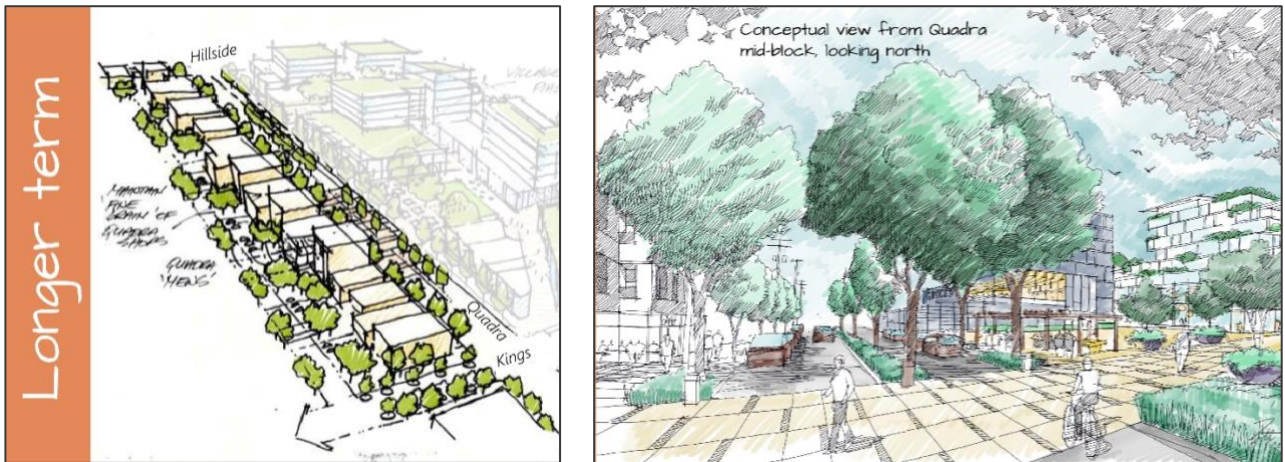 Longer term
Hillside
VILLAGE
MAINTAIN
FINE
GRAIN' OF
QUADRA
SHOPS
QUADRA
'MEWS'
Quadra
Kings
Conceptual view from Quadra
mid-block, looking north